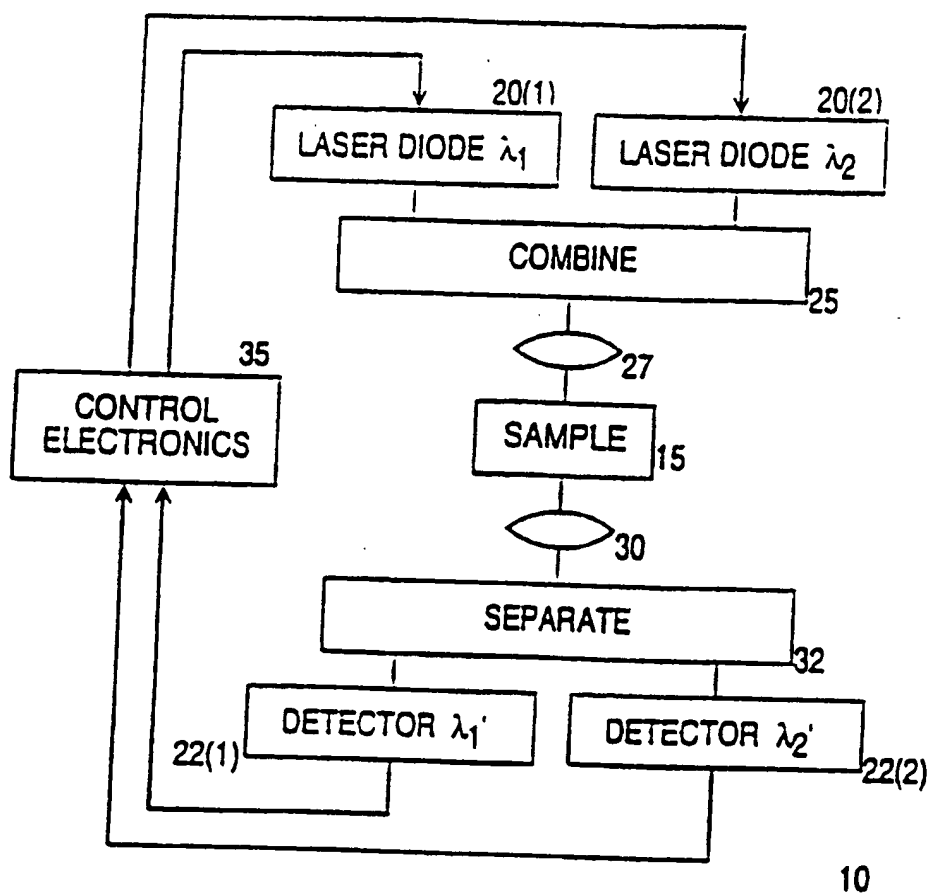 20(1)
20(2)
LASER DIODE λ1
LASER DIODE λ2
COMBINE
25
27
35
CONTROL
ELECTRONICS
SAMPLE
15
30
SEPARATE
32
DETECTOR λ1'
DETECTOR λ2'
22(1)
22(2)
10